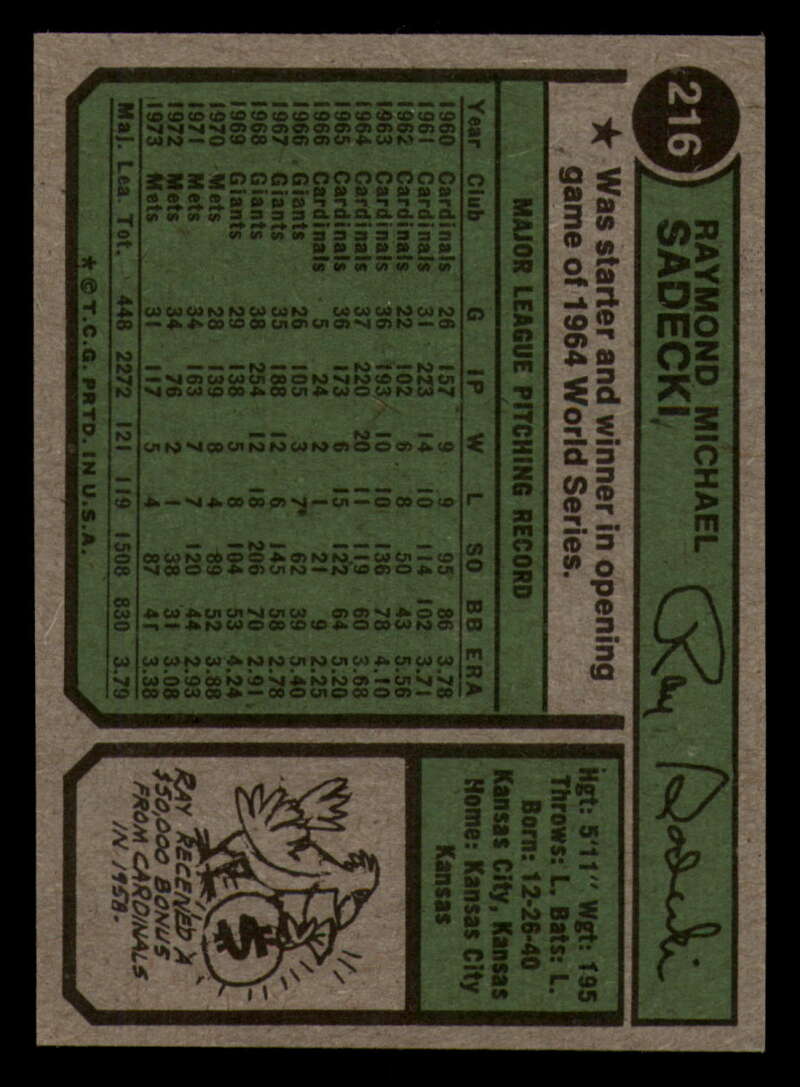 216
RAYMOND MICHAEL
SADECKI
Ray Sadecki
★ Was starter and winner in opening
game of 1964 World Series.
MAJOR LEAGUE PITCHING RECORD
Year Club G IP W L SO BB ERA
1960 Cardinals 26 157 9 9 95 86 3.78
1961 Cardinals 31 223 14 10 114 102 3.71
1962 Cardinals 22 102 6 8 50 43 5.56
1963 Cardinals 36 193 10 10 136 78 4.10
1964 Cardinals 37 220 20 11 119 60 3.68
1965 Cardinals 36 173 6 15 122 64 5.20
1966 Cardinals 5 24 2 1 21 9 2.25
1966 Giants 26 105 3 7 62 39 5.40
1967 Giants 35 188 12 6 145 58 2.78
1968 Giants 38 254 12 18 206 70 2.91
1969 Giants 29 138 5 8 104 53 4.24
1970 Mets 28 139 8 4 89 52 3.88
1971 Mets 34 163 7 7 120 44 2.93
1972 Mets 34 76 2 1 38 31 3.08
1973 Mets 31 117 5 4 87 41 3.38
Maj. Lea. Tot. 448 2272 121 119 1508 830 3.79
★ © T.C.G. PRTD. IN U.S.A.
Hgt: 5'11" Wgt: 195
Throws: L. Bats: L.
Born: 12-26-40
Kansas City, Kansas
Home: Kansas City
Kansas
$
RAY RECEIVED A
$50,000 BONUS
FROM CARDINALS
IN 1958.